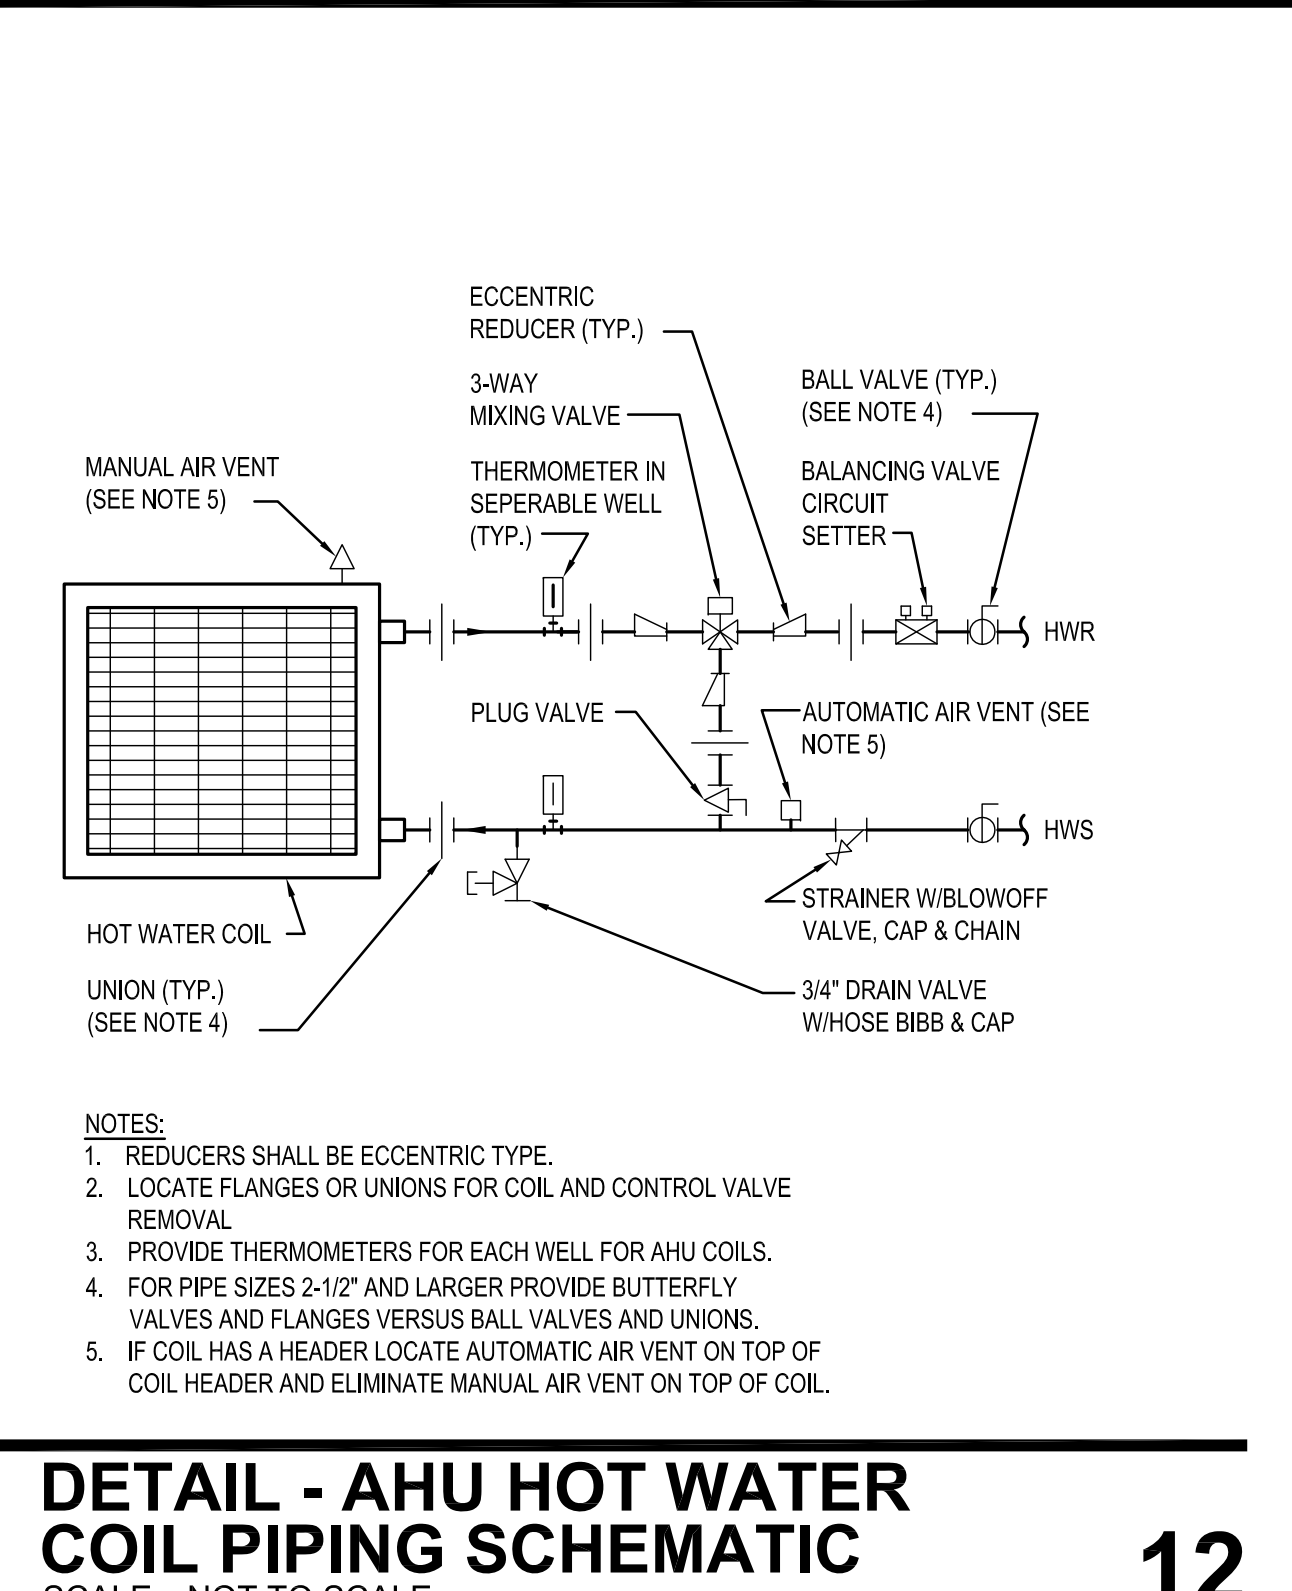 ECCENTRIC
REDUCER (TYP.)
3-WAY
MIXING VALVE
BALL VALVE (TYP.)
(SEE NOTE 4)
MANUAL AIR VENT
(SEE NOTE 5)
THERMOMETER IN
SEPERABLE WELL
(TYP.)
BALANCING VALVE
CIRCUIT
SETTER
HWR
PLUG VALVE
AUTOMATIC AIR VENT (SEE
NOTE 5)
HWS
HOT WATER COIL
STRAINER W/BLOWOFF
VALVE, CAP & CHAIN
UNION (TYP.)
(SEE NOTE 4)
3/4" DRAIN VALVE
W/HOSE BIBB & CAP
NOTES:
1. REDUCERS SHALL BE ECCENTRIC TYPE.
2. LOCATE FLANGES OR UNIONS FOR COIL AND CONTROL VALVE
REMOVAL
3. PROVIDE THERMOMETERS FOR EACH WELL FOR AHU COILS.
4. FOR PIPE SIZES 2-1/2" AND LARGER PROVIDE BUTTERFLY
VALVES AND FLANGES VERSUS BALL VALVES AND UNIONS.
5. IF COIL HAS A HEADER LOCATE AUTOMATIC AIR VENT ON TOP OF
COIL HEADER AND ELIMINATE MANUAL AIR VENT ON TOP OF COIL.
DETAIL - AHU HOT WATER
COIL PIPING SCHEMATIC
12
SCALE - NOT TO SCALE